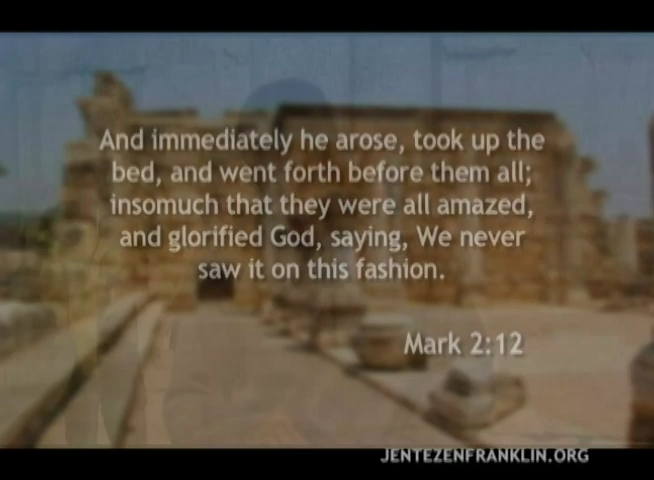 And immediately he arose, took up the
bed, and went forth before them all;
insomuch that they were all amazed,
and glorified God, saying, We never
saw it on this fashion.
Mark 2:12
JENTEZENFRANKLIN.ORG